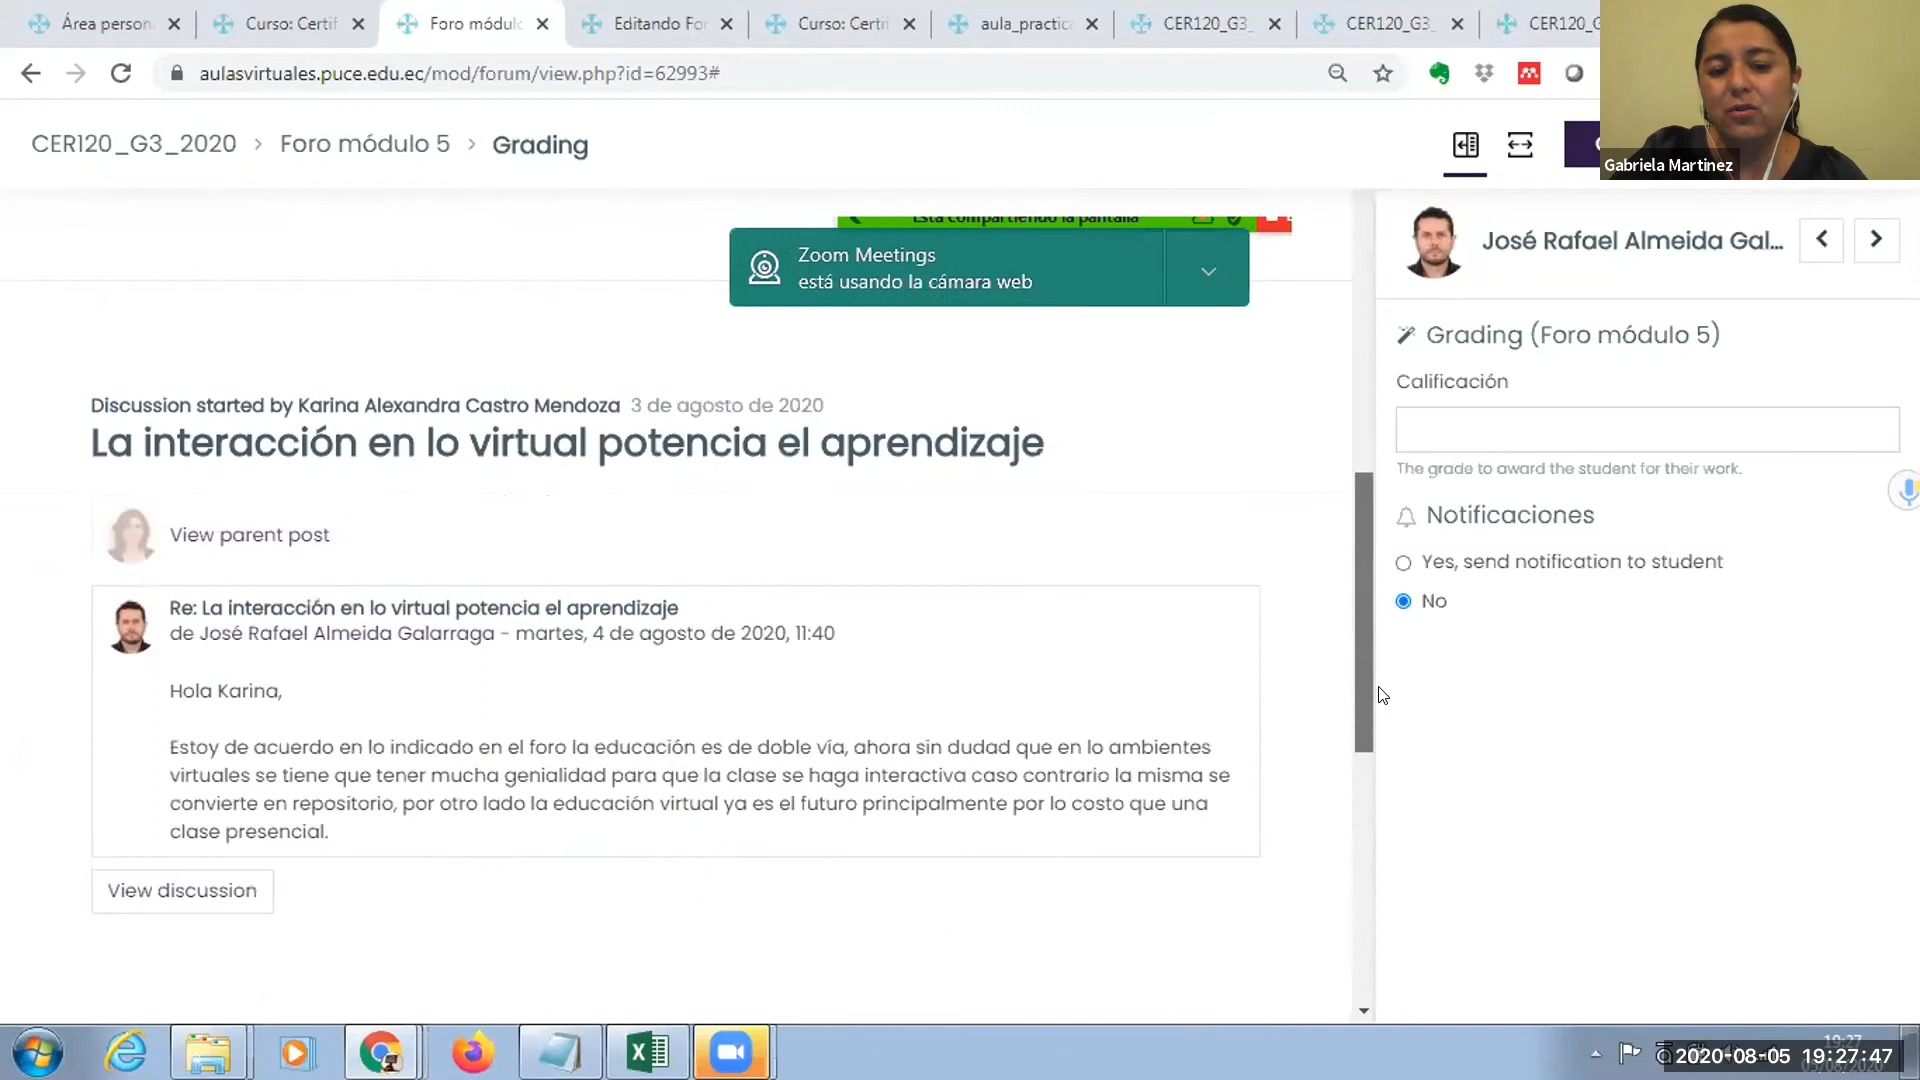 Área person
Curso: Certif
Foro módulo
Editando Fo
Curso: Certi
aula_practic
CER120_G3_
CER120_G3_
CER120_G
aulasvirtuales.puce.edu.ec/mod/forum/view.php?id=62993#
CER120_G3_2020 > Foro módulo 5 > Grading
Gabriela Martinez
Está compartiendo la pantalla
Zoom Meetings
está usando la cámara web
José Rafael Almeida Gal...
Grading (Foro módulo 5)
Calificación
The grade to award the student for their work.
Notificaciones
Yes, send notification to student
No
Discussion started by Karina Alexandra Castro Mendoza 3 de agosto de 2020
La interacción en lo virtual potencia el aprendizaje
View parent post
Re: La interacción en lo virtual potencia el aprendizaje
de José Rafael Almeida Galarraga - martes, 4 de agosto de 2020, 11:40
Hola Karina,
Estoy de acuerdo en lo indicado en el foro la educación es de doble vía, ahora sin dudad que en lo ambientes
virtuales se tiene que tener mucha genialidad para que la clase se haga interactiva caso contrario la misma se
convierte en repositorio, por otro lado la educación virtual ya es el futuro principalmente por lo costo que una
clase presencial.
View discussion
19:27
2020-08-05 19:27:47